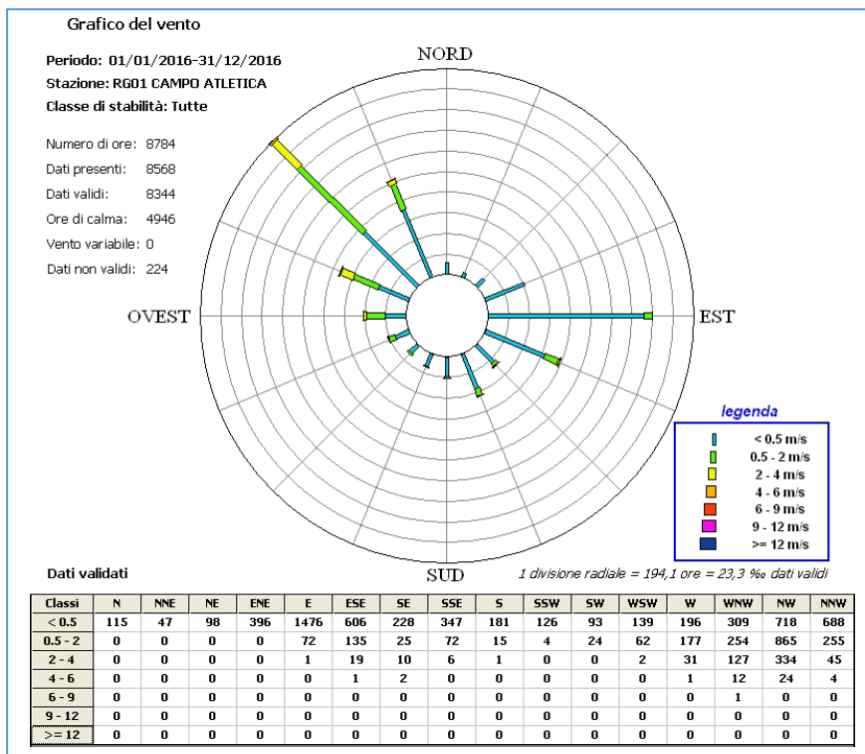 Grafico del vento
Periodo: 01/01/2016-31/12/2016
Stazione: RG01 CAMPO ATLETICA
Classe di stabilità: Tutte
Numero di ore: 8784
Dati presenti: 8568
Dati validi: 8344
Ore di calma: 4946
Vento variabile: 0
Dati non validi: 224
NORD
OVEST
EST
SUD
legenda
< 0.5 m/s
0.5 - 2 m/s
2 - 4 m/s
4 - 6 m/s
6 - 9 m/s
9 - 12 m/s
>= 12 m/s
Dati validati
1 divisione radiale = 194,1 ore = 23,3 ‰ dati validi
Classi N NNE NE ENE E ESE SE SSE S SSW SW WSW W WNW NW NNW
< 0.5 115 47 98 396 1476 606 228 347 181 126 93 139 196 309 718 688
0.5 - 2 0 0 0 0 72 135 25 72 15 4 24 62 177 254 865 255
2 - 4 0 0 0 0 1 19 10 6 1 0 0 2 31 127 334 45
4 - 6 0 0 0 0 0 1 2 0 0 0 0 0 1 12 24 4
6 - 9 0 0 0 0 0 0 0 0 0 0 0 0 0 1 0 0
9 - 12 0 0 0 0 0 0 0 0 0 0 0 0 0 0 0 0
>= 12 0 0 0 0 0 0 0 0 0 0 0 0 0 0 0 0